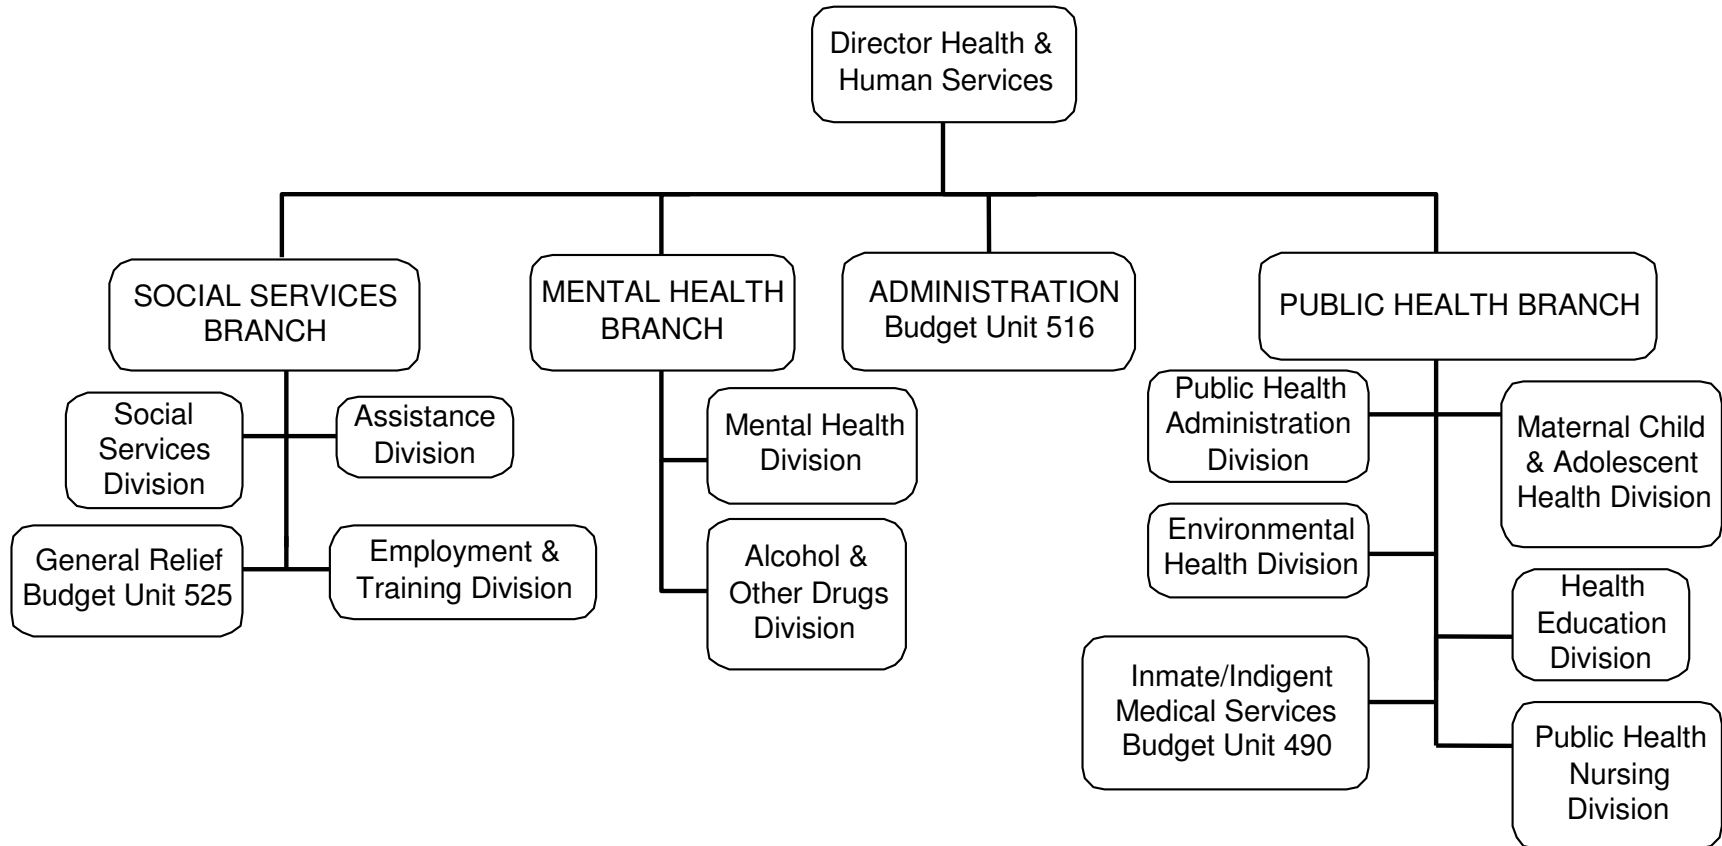 Director Health &
Human Services
SOCIAL SERVICES
BRANCH
MENTAL HEALTH
BRANCH
ADMINISTRATION
Budget Unit 516
PUBLIC HEALTH BRANCH
Social
Services
Division
Assistance
Division
General Relief
Budget Unit 525
Employment &
Training Division
Mental Health
Division
Alcohol &
Other Drugs
Division
Public Health
Administration
Division
Maternal Child
& Adolescent
Health Division
Environmental
Health Division
Health
Education
Division
Inmate/Indigent
Medical Services
Budget Unit 490
Public Health
Nursing
Division